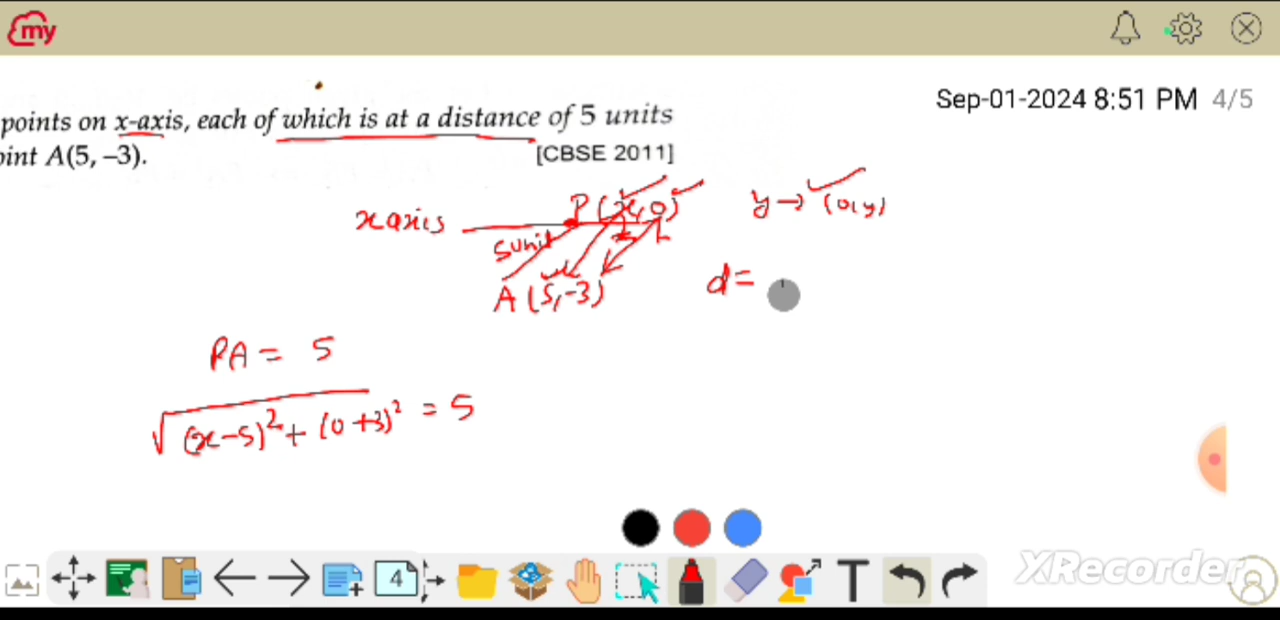 my
Sep-01-2024 8:51 PM 4/5
points on x-axis, each of which is at a distance of 5 units
oint A(5, –3).
[CBSE 2011]
x axis
P (x, 0)
y → (0, y)
5 unit
A (5, -3)
d =
PA = 5
√(x-5)² + (0+3)² = 5
4
T
XRecorder